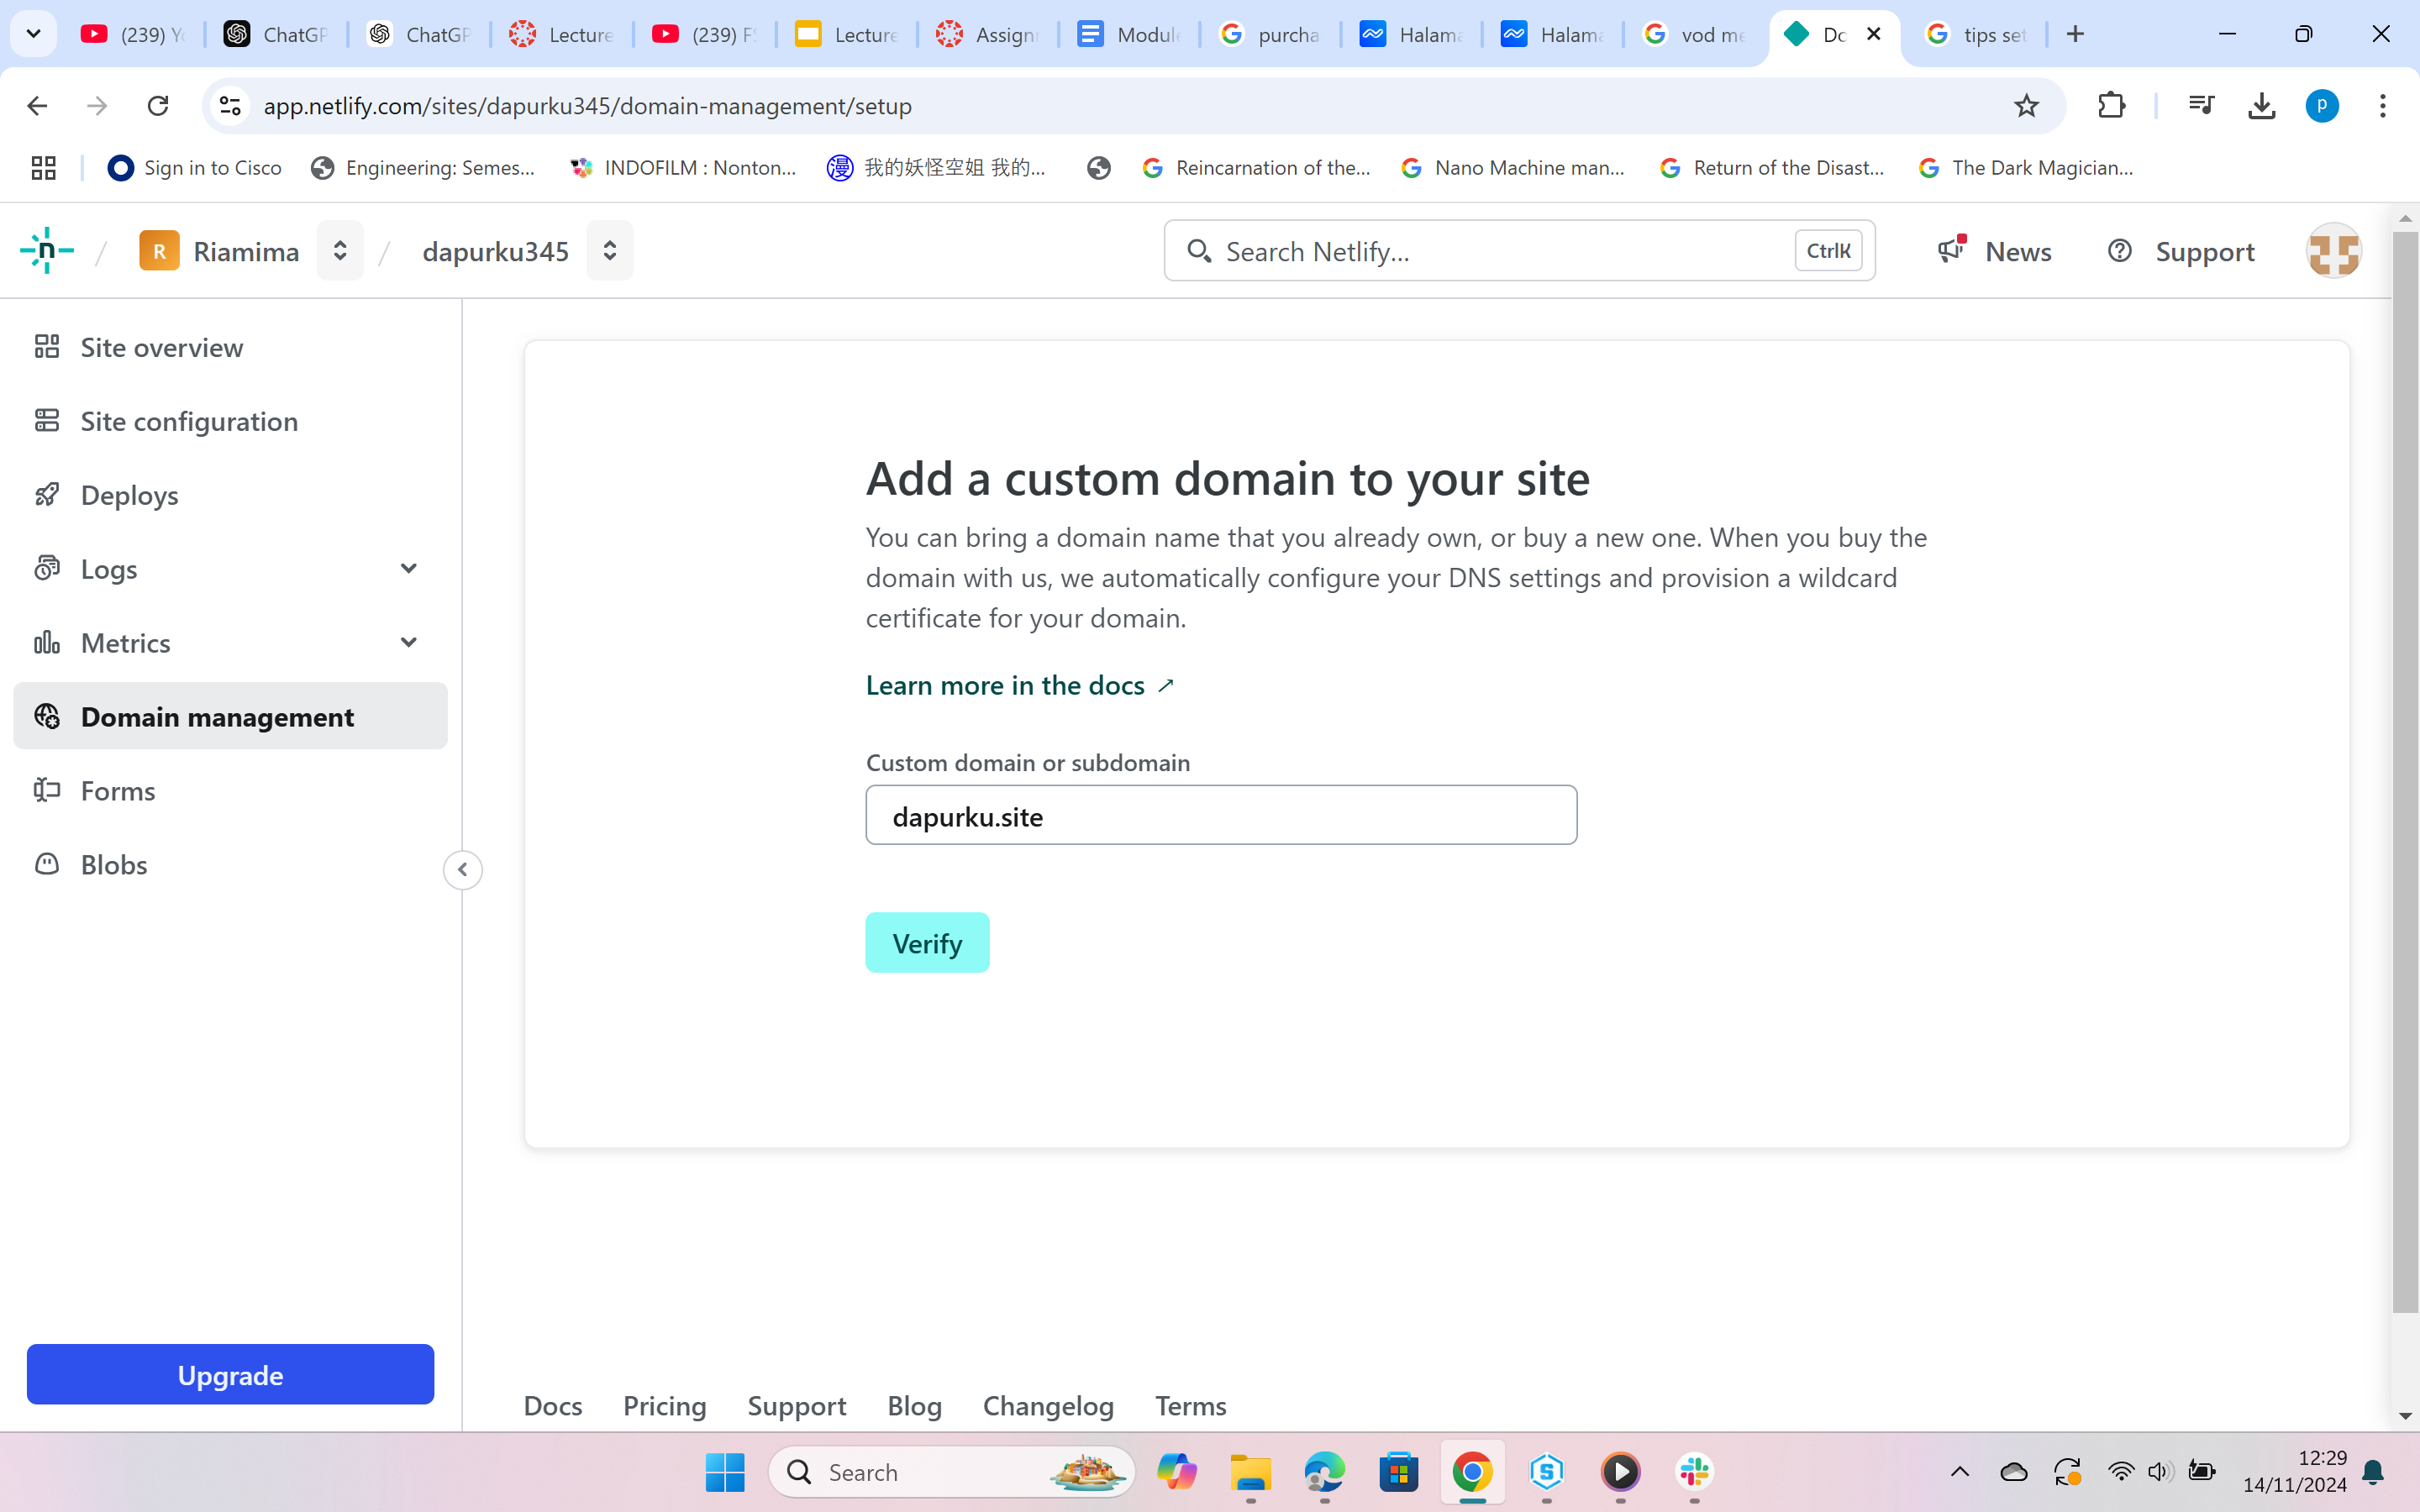 (239) Yo
ChatGP
ChatGP
Lecture
(239) FS
Lecture
Assignm
Module
purcha
Halama
Halama
vod me
Do
tips set
app.netlify.com/sites/dapurku345/domain-management/setup
P
Sign in to Cisco
Engineering: Semes...
INDOFILM : Nonton...
漫 我的妖怪空姐 我的...
Reincarnation of the...
Nano Machine man...
Return of the Disast...
The Dark Magician...
n / R Riamima / dapurku345
Search Netlify...
CtrlK
News
Support
Site overview
Site configuration
Deploys
Logs
Metrics
Domain management
Forms
Blobs
Upgrade
Add a custom domain to your site
You can bring a domain name that you already own, or buy a new one. When you buy the
domain with us, we automatically configure your DNS settings and provision a wildcard
certificate for your domain.
Learn more in the docs ↗
Custom domain or subdomain
dapurku.site
Verify
Docs Pricing Support Blog Changelog Terms
Search
12:29
14/11/2024